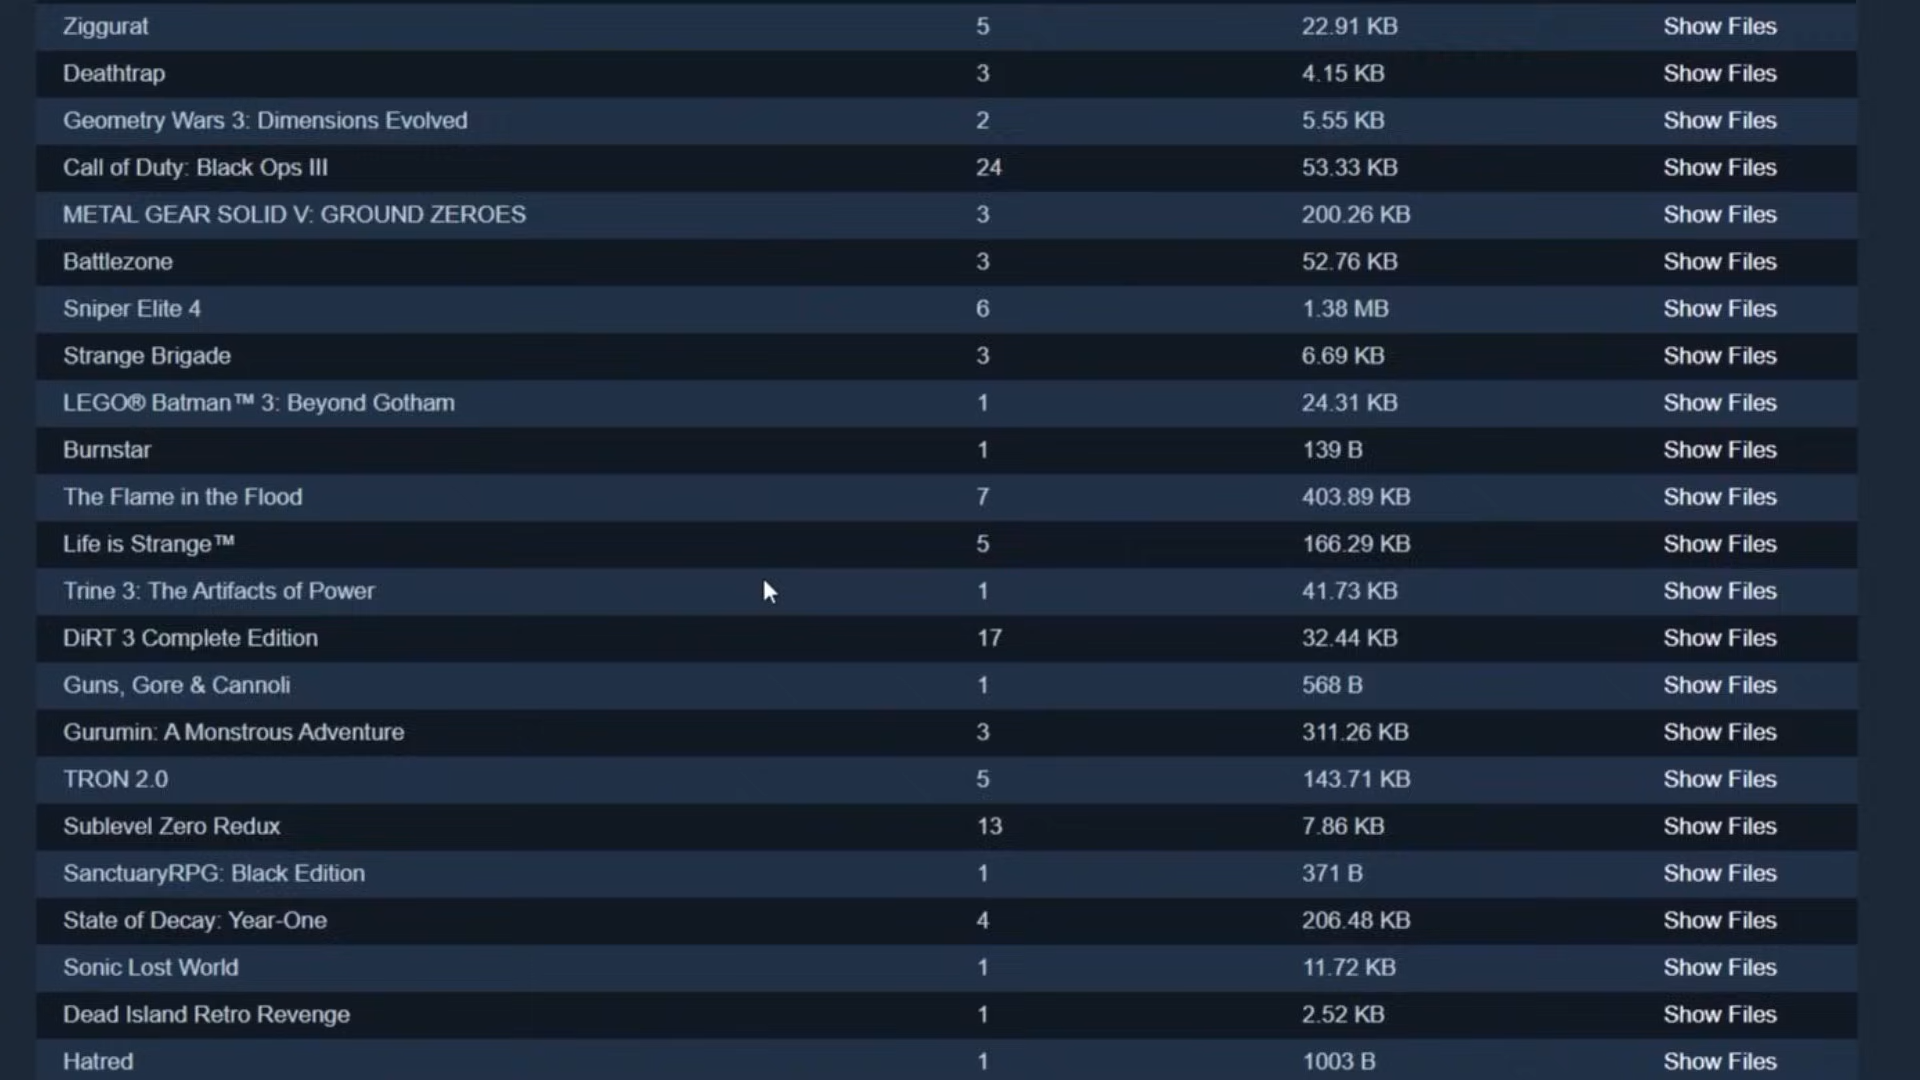 Ziggurat 5 22.91 KB Show Files
Deathtrap 3 4.15 KB Show Files
Geometry Wars 3: Dimensions Evolved 2 5.55 KB Show Files
Call of Duty: Black Ops III 24 53.33 KB Show Files
METAL GEAR SOLID V: GROUND ZEROES 3 200.26 KB Show Files
Battlezone 3 52.76 KB Show Files
Sniper Elite 4 6 1.38 MB Show Files
Strange Brigade 3 6.69 KB Show Files
LEGO® Batman™ 3: Beyond Gotham 1 24.31 KB Show Files
Burnstar 1 139 B Show Files
The Flame in the Flood 7 403.89 KB Show Files
Life is Strange™ 5 166.29 KB Show Files
Trine 3: The Artifacts of Power 1 41.73 KB Show Files
DiRT 3 Complete Edition 17 32.44 KB Show Files
Guns, Gore & Cannoli 1 568 B Show Files
Gurumin: A Monstrous Adventure 3 311.26 KB Show Files
TRON 2.0 5 143.71 KB Show Files
Sublevel Zero Redux 13 7.86 KB Show Files
SanctuaryRPG: Black Edition 1 371 B Show Files
State of Decay: Year-One 4 206.48 KB Show Files
Sonic Lost World 1 11.72 KB Show Files
Dead Island Retro Revenge 1 2.52 KB Show Files
Hatred 1 1003 B Show Files